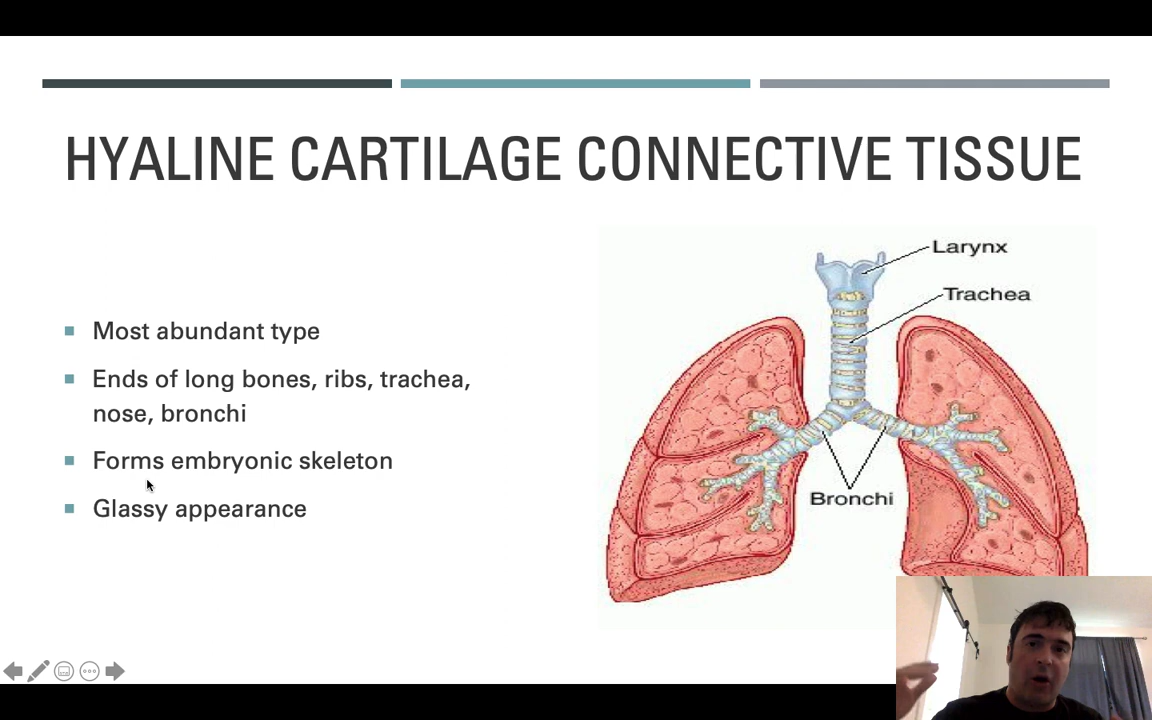 HYALINE CARTILAGE CONNECTIVE TISSUE
Most abundant type
Ends of long bones, ribs, trachea,
nose, bronchi
Forms embryonic skeleton
Glassy appearance
Larynx
Trachea
Bronchi